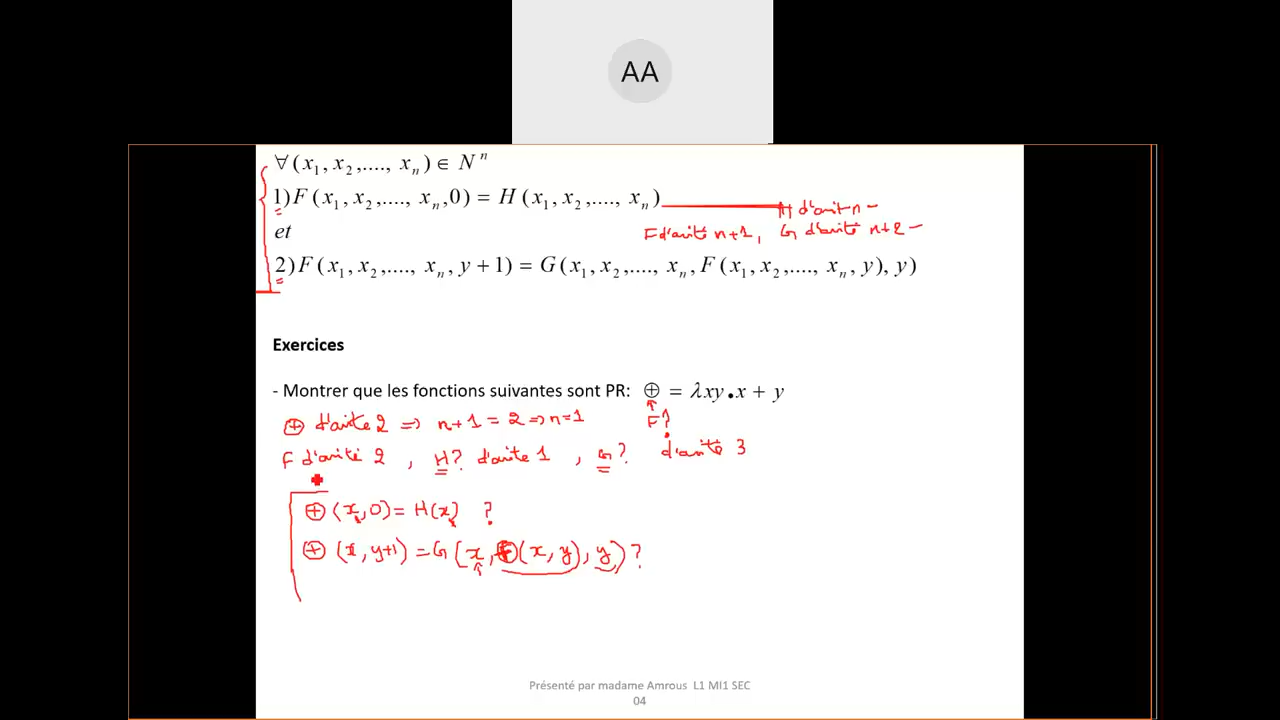 AA
∀(x₁, x₂,...., xₙ) ∈ Nⁿ
1)F(x₁, x₂,...., xₙ,0) = H(x₁, x₂,...., xₙ)
H d'arité n -
et
F d'arité n+1, G d'arité n+2 -
2)F(x₁, x₂,...., xₙ, y+1) = G(x₁, x₂,...., xₙ, F(x₁, x₂,...., xₙ, y), y)
Exercices
- Montrer que les fonctions suivantes sont PR: ⊕ = λxy•x + y
⊕ d'arité 2 ⇒ n+1 = 2 ⇒ n=1 F?
F d'arité 2 , H? d'arité 1 , G? d'arité 3
⊕(x,0) = H(x) ?
⊕(x, y+1) = G(x, ⊕(x, y), y) ?
Présenté par madame Amrous L1 MI1 SEC
04